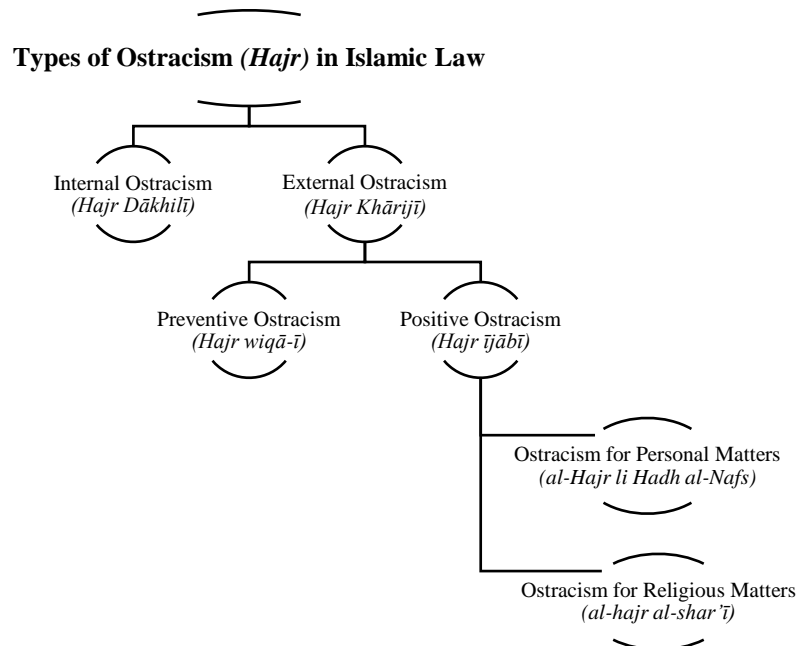 Types of Ostracism (Hajr) in Islamic Law
Internal Ostracism
(Hajr Dākhilī)
External Ostracism
(Hajr Khārijī)
Preventive Ostracism
(Hajr wiqā-ī)
Positive Ostracism
(Hajr ījābī)
Ostracism for Personal Matters
(al-Hajr li Hadh al-Nafs)
Ostracism for Religious Matters
(al-hajr al-shar’ī)